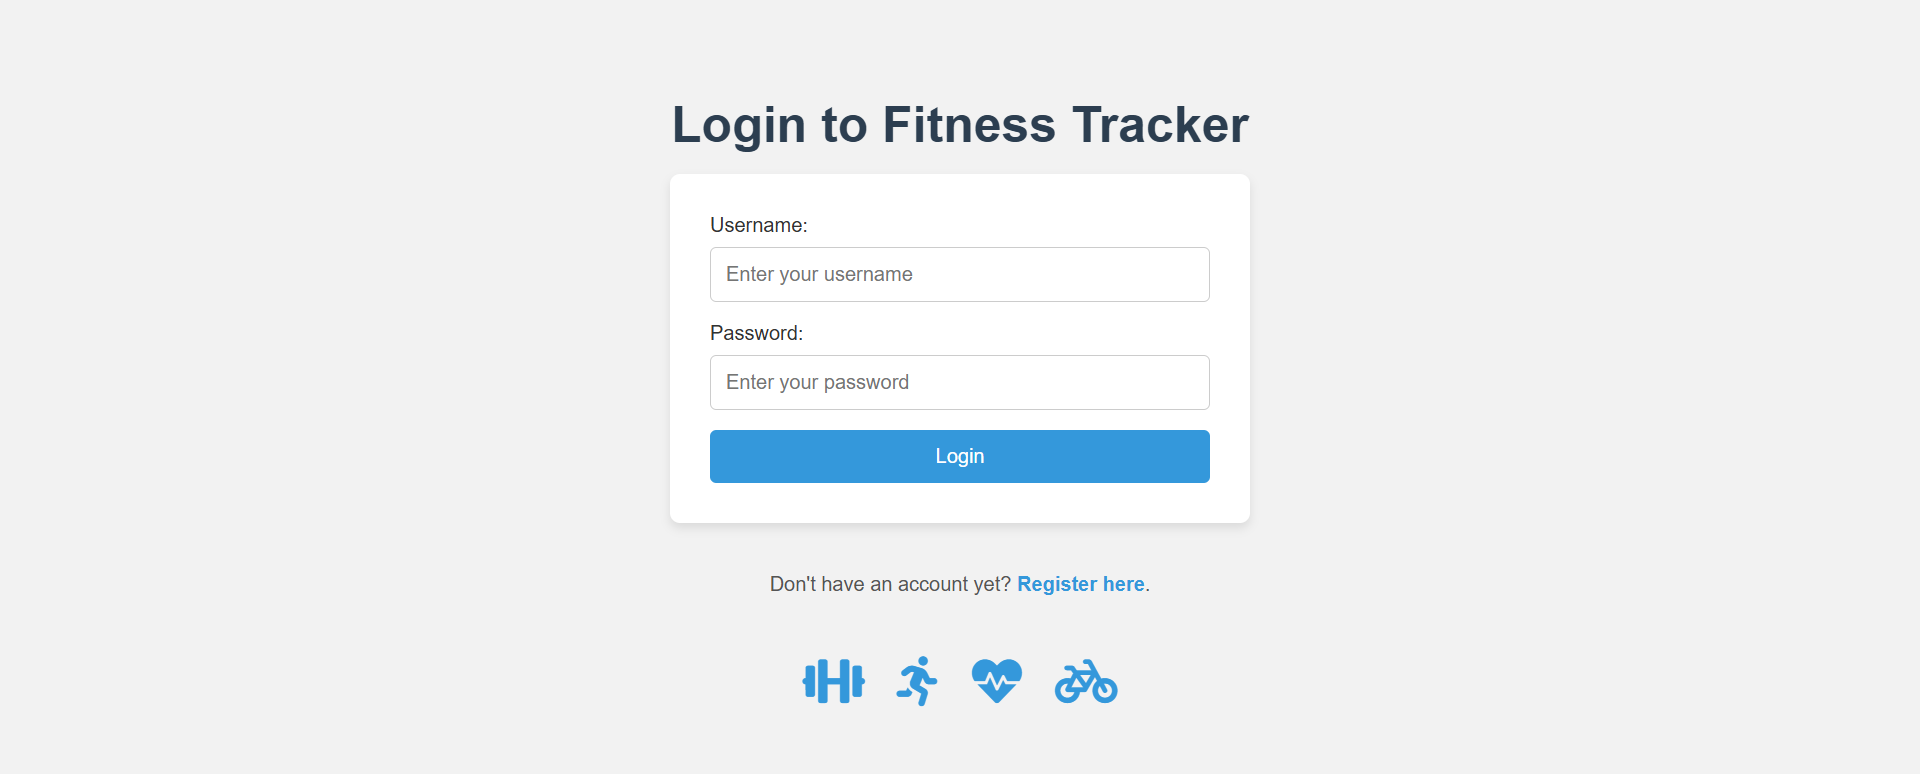 Login to Fitness Tracker
Username:
Enter your username
Password:
Enter your password
Login
Don't have an account yet? Register here.